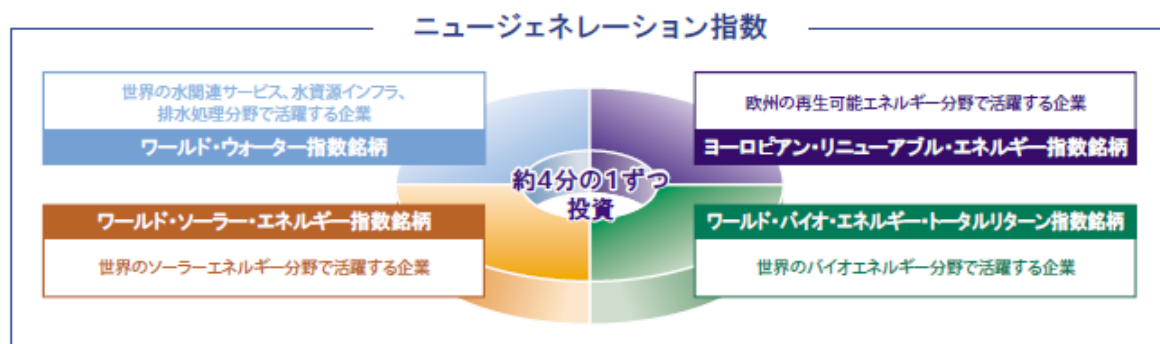 ニュージェネレーション指数
世界の水関連サービス、水資源インフラ、
排水処理分野で活躍する企業
ワールド・ウォーター指数銘柄
欧州の再生可能エネルギー分野で活躍する企業
ヨーロピアン・リニューアブル・エネルギー指数銘柄
約4分の1ずつ
投資
ワールド・ソーラー・エネルギー指数銘柄
世界のソーラーエネルギー分野で活躍する企業
ワールド・バイオ・エネルギー・トータルリターン指数銘柄
世界のバイオエネルギー分野で活躍する企業